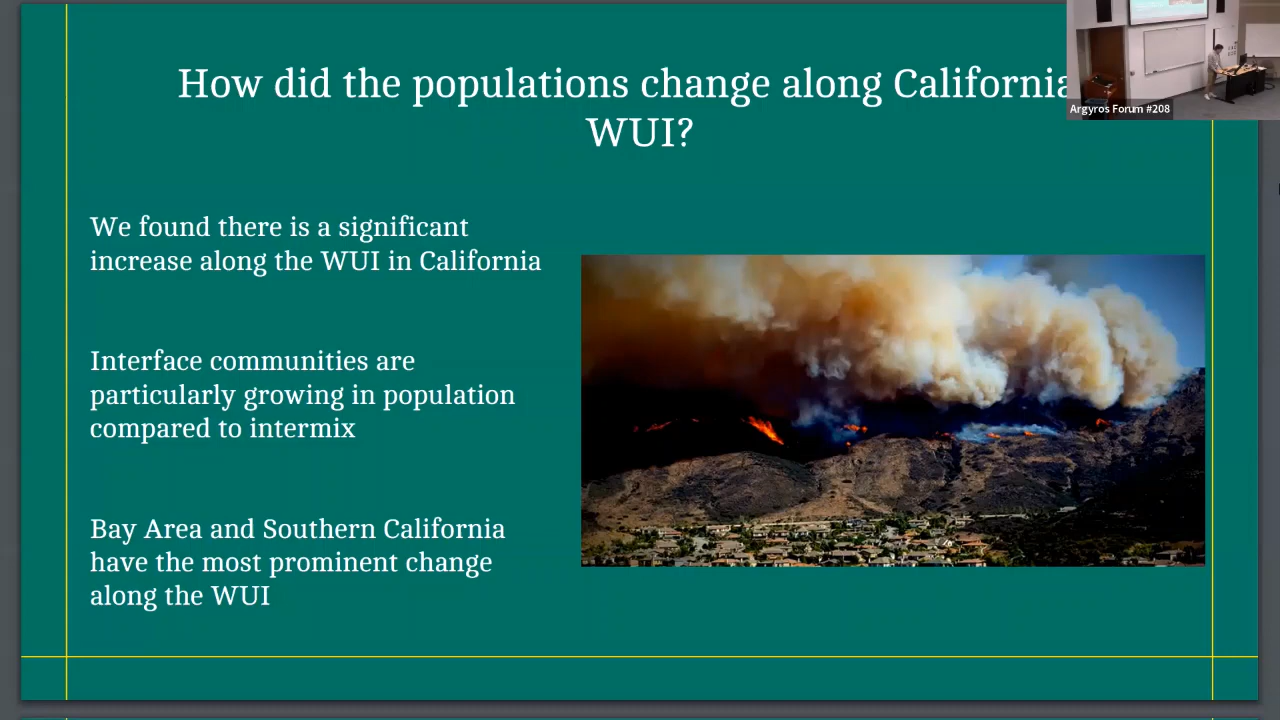 How did the populations change along California
WUI?
Argyros Forum #208
We found there is a significant
increase along the WUI in California
Interface communities are
particularly growing in population
compared to intermix
Bay Area and Southern California
have the most prominent change
along the WUI